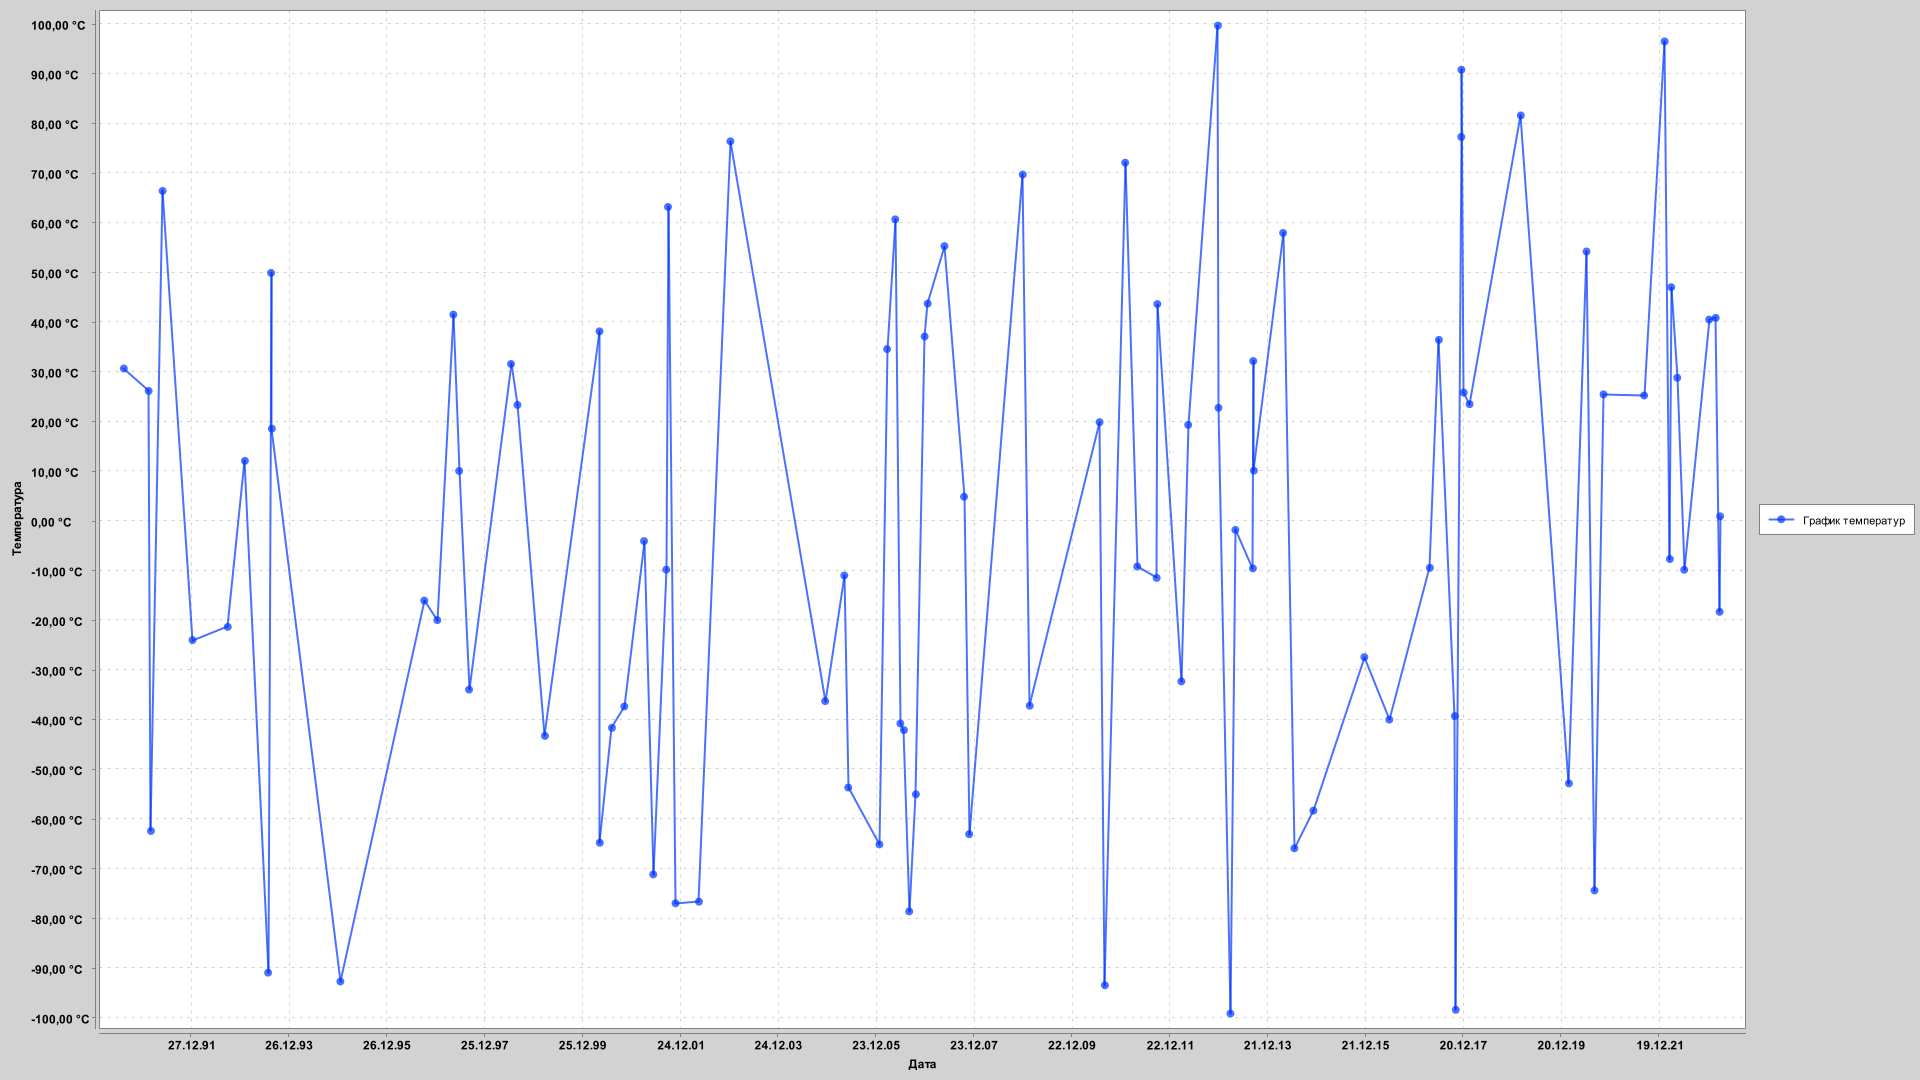 100,00 °C
90,00 °C
80,00 °C
70,00 °C
60,00 °C
50,00 °C
40,00 °C
30,00 °C
20,00 °C
10,00 °C
0,00 °C
-10,00 °C
-20,00 °C
-30,00 °C
-40,00 °C
-50,00 °C
-60,00 °C
-70,00 °C
-80,00 °C
-90,00 °C
-100,00 °C
Температура
27.12.91 26.12.93 26.12.95 25.12.97 25.12.99 24.12.01 24.12.03 23.12.05 23.12.07 22.12.09 22.12.11 21.12.13 21.12.15 20.12.17 20.12.19 19.12.21
Дата
График температур